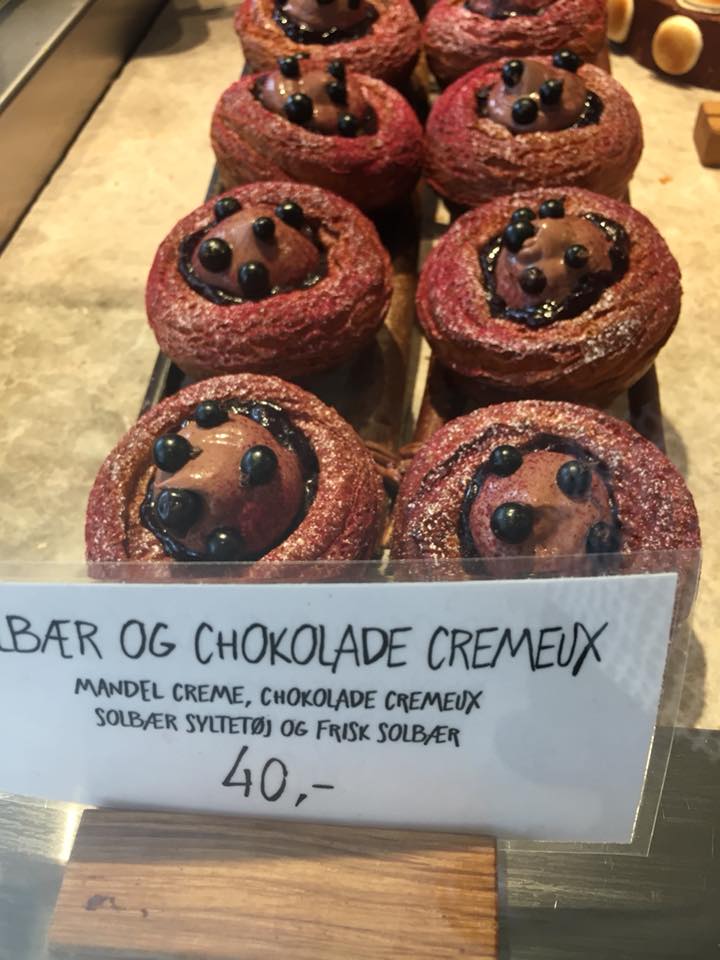 LBÆR OG CHOKOLADE CREMEUX
MANDEL CREME, CHOKOLADE CREMEUX
SOLBÆR SYLTETØJ OG FRISK SOLBÆR
40,-